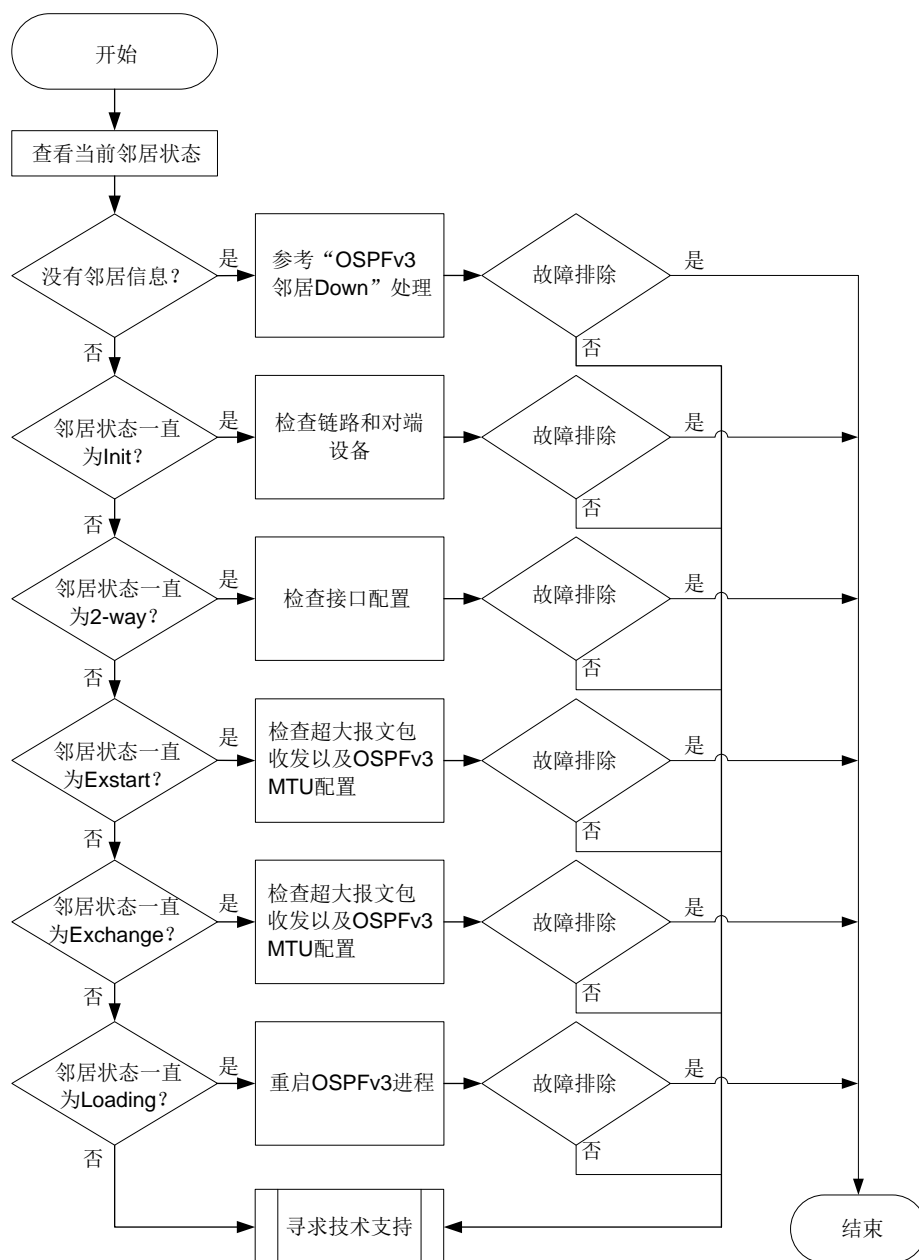 开始
查看当前邻居状态
没有邻居信息？
是
参考“OSPFv3
邻居Down”处理
故障排除
是
否
否
邻居状态一直
为Init？
是
检查链路和对端
设备
故障排除
是
否
否
邻居状态一直
为2-way？
是
检查接口配置
故障排除
是
否
否
邻居状态一直
为Exstart？
是
检查超大报文包
收发以及OSPFv3
MTU配置
故障排除
是
否
否
邻居状态一直
为Exchange？
是
检查超大报文包
收发以及OSPFv3
MTU配置
故障排除
是
否
否
邻居状态一直
为Loading？
是
重启OSPFv3进程
故障排除
是
否
否
寻求技术支持
结束